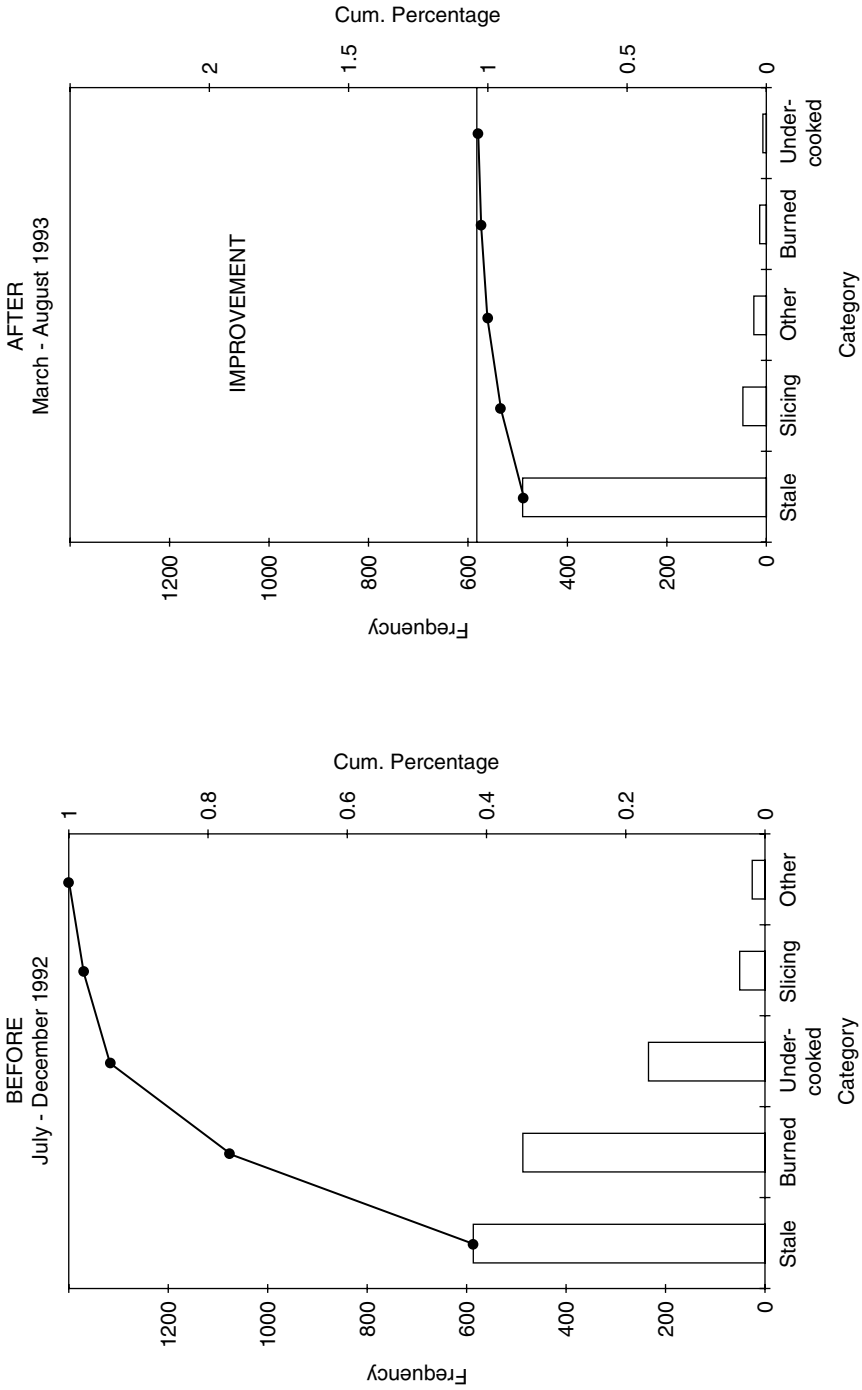 BEFORE
July - December 1992
Frequency
1200
1000
800
600
400
200
0
Cum. Percentage
1
0.8
0.6
0.4
0.2
0
Stale
Burned
Under-
cooked
Slicing
Other
Category
AFTER
March - August 1993
IMPROVEMENT
Frequency
1200
1000
800
600
400
200
0
Cum. Percentage
2
1.5
1
0.5
0
Stale
Slicing
Other
Burned
Under-
cooked
Category